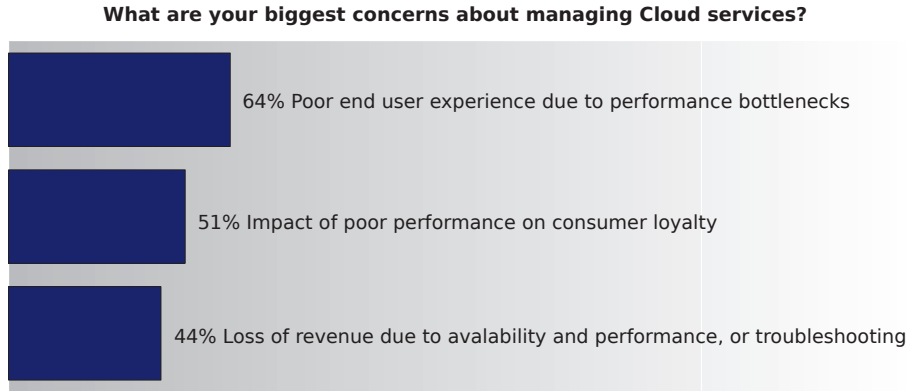 What are your biggest concerns about managing Cloud services?
64% Poor end user experience due to performance bottlenecks
51% Impact of poor performance on consumer loyalty
44% Loss of revenue due to avalability and performance, or troubleshooting